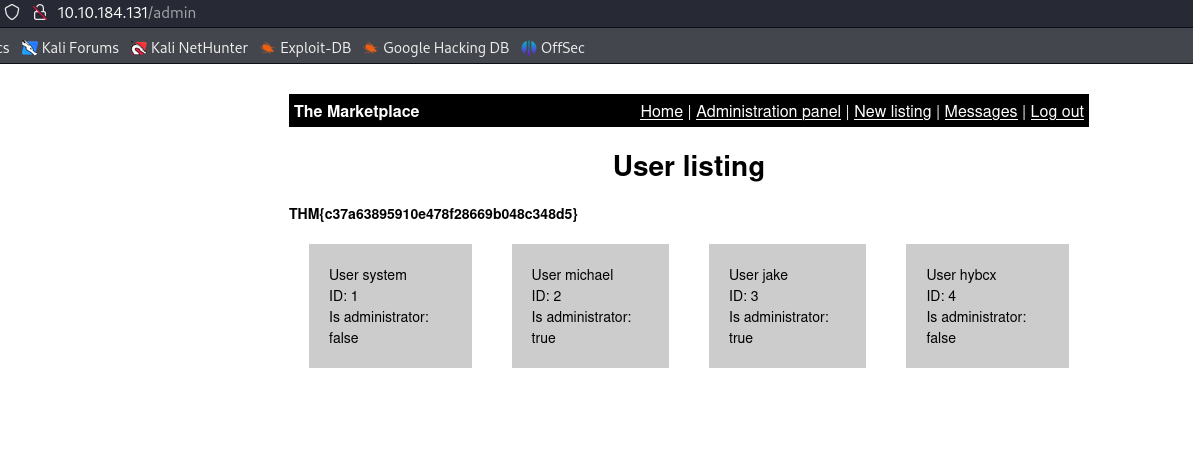 10.10.184.131/admin
cs Kali Forums Kali NetHunter Exploit-DB Google Hacking DB OffSec
The Marketplace Home | Administration panel | New listing | Messages | Log out
User listing
THM{c37a63895910e478f28669b048c348d5}
User system
ID: 1
Is administrator:
false
User michael
ID: 2
Is administrator:
true
User jake
ID: 3
Is administrator:
true
User hybcx
ID: 4
Is administrator:
false